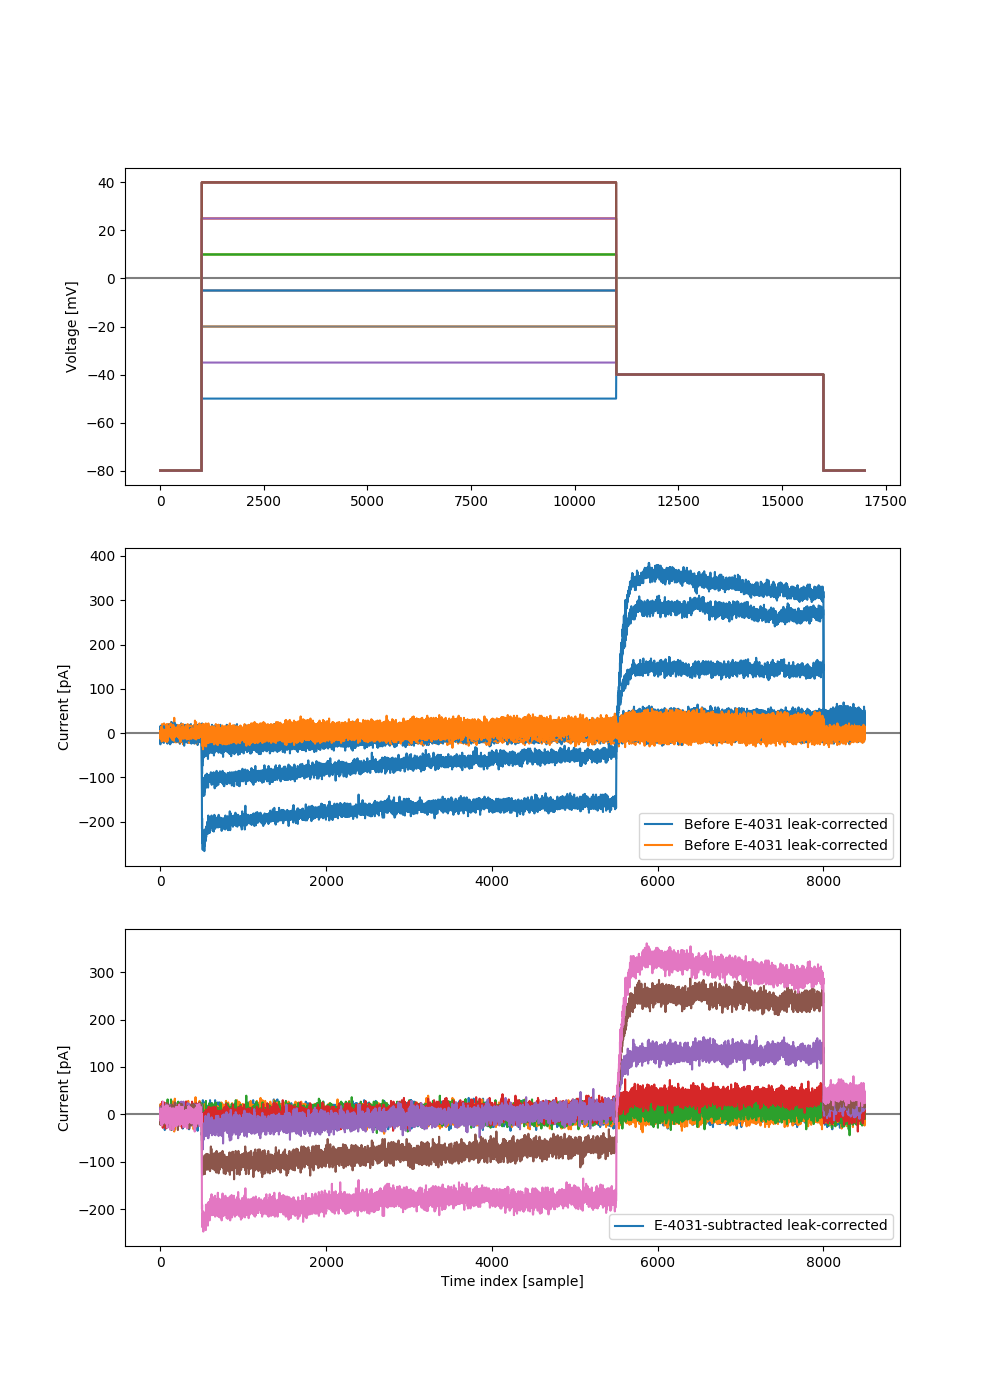 40
20
0
−20
−40
−60
−80
Voltage [mV]
0 2500 5000 7500 10000 12500 15000 17500
400
300
200
100
0
−100
−200
Current [pA]
Before E-4031 leak-corrected
Before E-4031 leak-corrected
0 2000 4000 6000 8000
300
200
100
0
−100
−200
Current [pA]
E-4031-subtracted leak-corrected
0 2000 4000 6000 8000
Time index [sample]